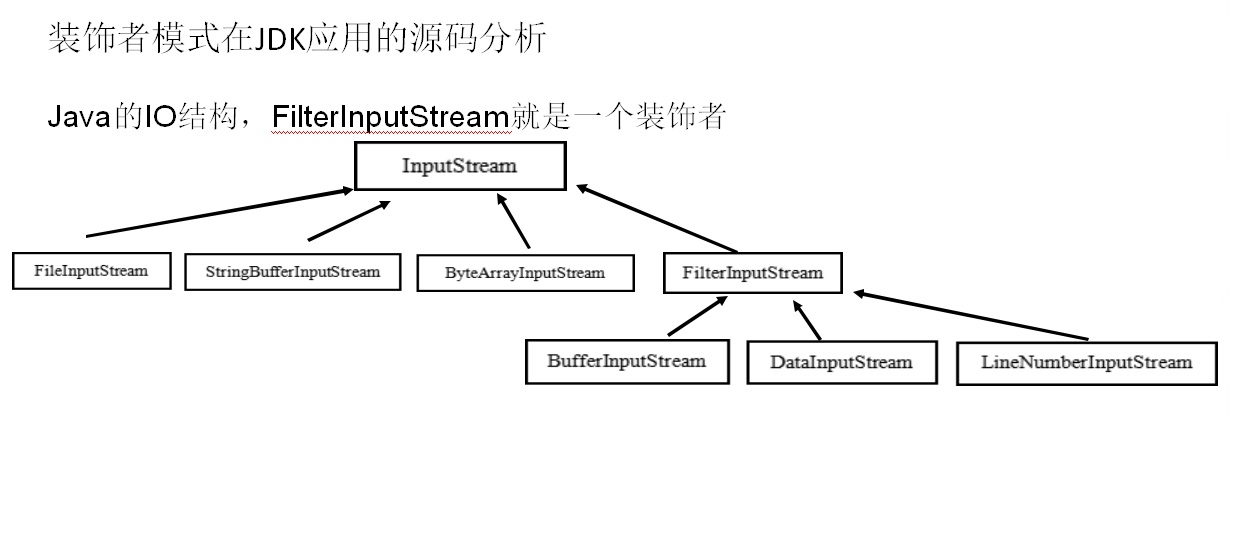 装饰者模式在JDK应用的源码分析
Java的IO结构，FilterInputStream就是一个装饰者
InputStream
FileInputStream
StringBufferInputStream
ByteArrayInputStream
FilterInputStream
BufferInputStream
DataInputStream
LineNumberInputStream